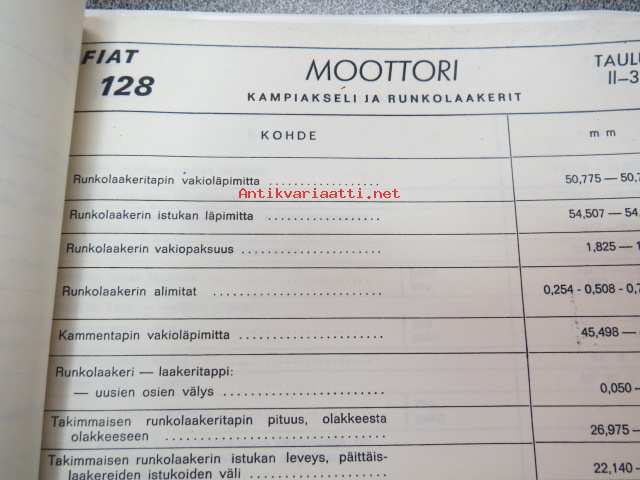 FIAT
128
MOOTTORI
KAMPIAKSELI JA RUNKOLAAKERIT
II–3
KOHDE
mm
Runkolaakeritapin vakioläpimitta ..................
50,775 —
Antikvariaatti.net
Runkolaakerin istukan läpimitta ..................
54,507 —
Runkolaakerin vakiopaksuus ......................
1,825 —
Runkolaakerin alimitat ..........................
0,254 - 0,508 -
Kammentapin vakioläpimitta ......................
45,498 —
Runkolaakeri — laakeritappi:
— uusien osien välys ..........................
0,050 —
Takimmaisen runkolaakeritapin pituus, olakkeesta
olakkeeseen ..................................
26,975 —
Takimmaisen runkolaakerin istukan leveys, päittäis-
laakereiden istukoiden väli ......................
22,140 —